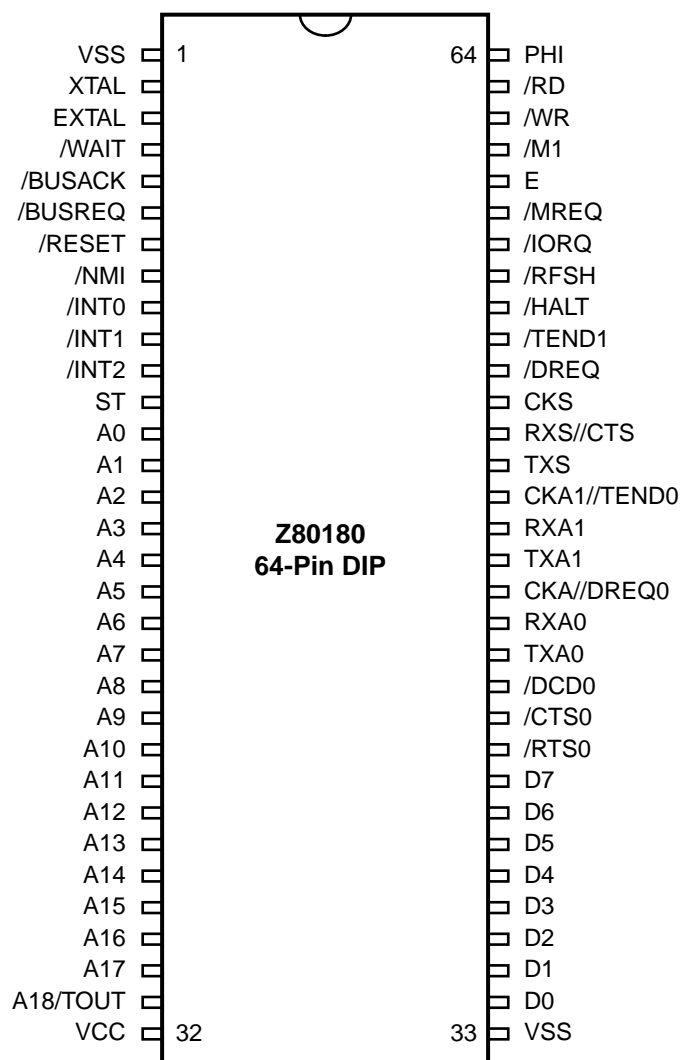 VSS 1 64 PHI
XTAL /RD
EXTAL /WR
/WAIT /M1
/BUSACK E
/BUSREQ /MREQ
/RESET /IORQ
/NMI /RFSH
/INT0 /HALT
/INT1 /TEND1
/INT2 /DREQ
ST CKS
A0 RXS//CTS
A1 TXS
A2 CKA1//TEND0
A3 Z80180 RXA1
A4 64-Pin DIP TXA1
A5 CKA//DREQ0
A6 RXA0
A7 TXA0
A8 /DCD0
A9 /CTS0
A10 /RTS0
A11 D7
A12 D6
A13 D5
A14 D4
A15 D3
A16 D2
A17 D1
A18/TOUT D0
VCC 32 33 VSS